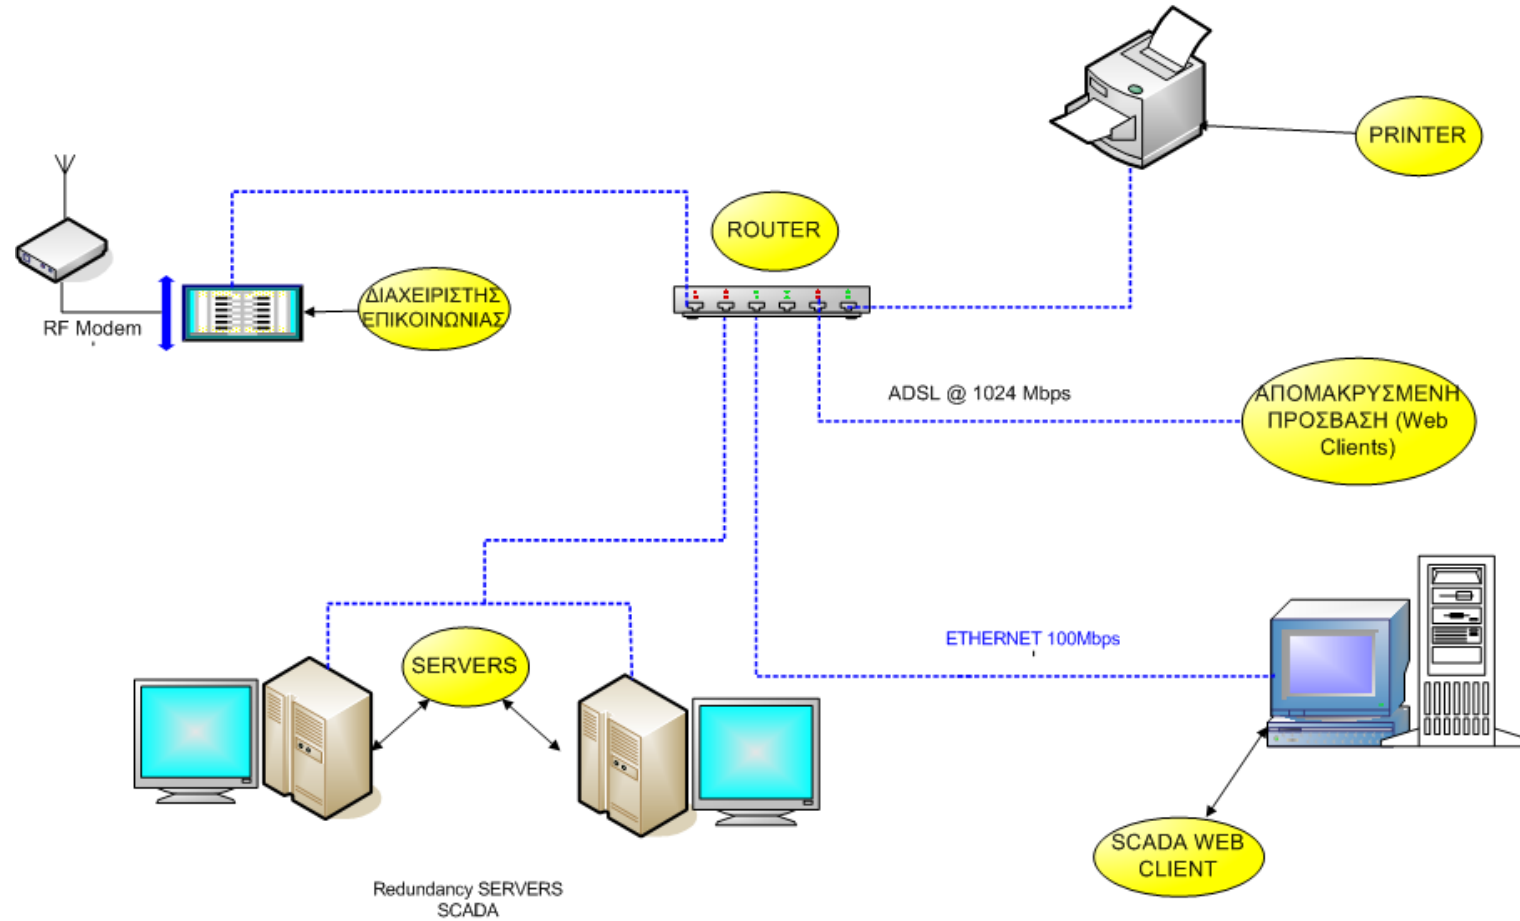 PRINTER
ROUTER
ΔΙΑΧΕΙΡΙΣΤΗΣ
ΕΠΙΚΟΙΝΩΝΙΑΣ
RF Modem
ADSL @ 1024 Mbps
ΑΠΟΜΑΚΡΥΣΜΕΝΗ
ΠΡΟΣΒΑΣΗ (Web
Clients)
ETHERNET 100Mbps
SERVERS
SCADA WEB
CLIENT
Redundancy SERVERS
SCADA